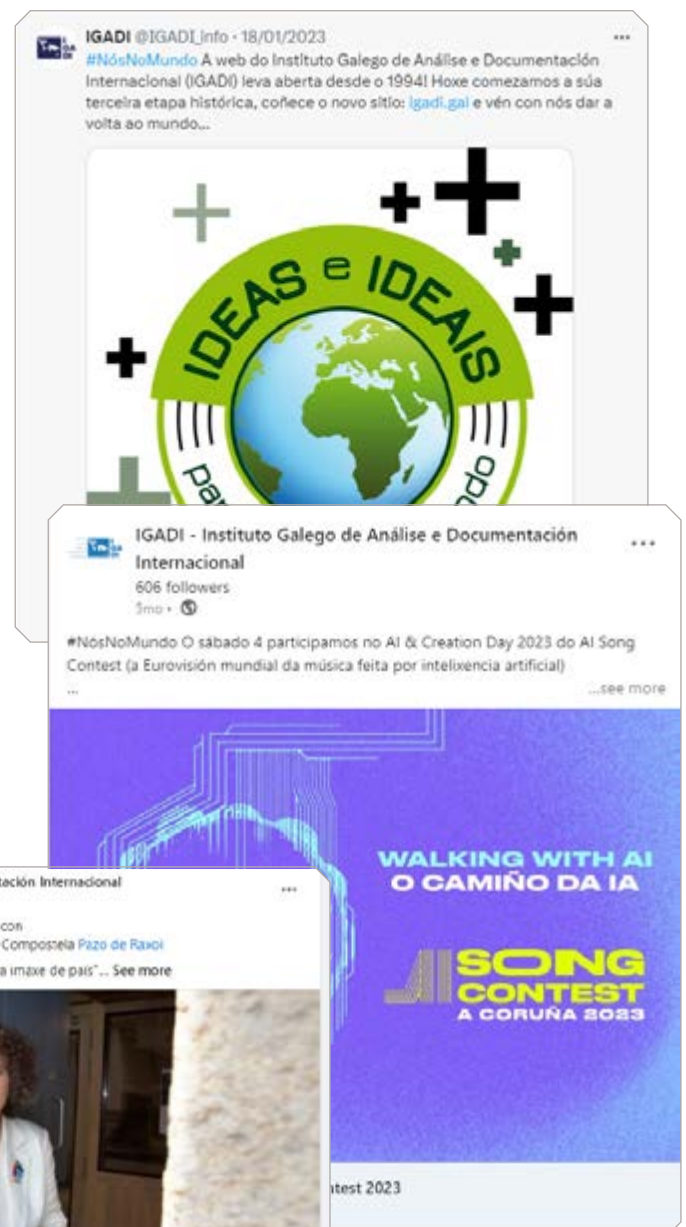 IGADI @IGADI_info · 18/01/2023
#NósNoMundo A web do Instituto Galego de Análise e Documentación
Internacional (IGADI) leva aberta desde o 1994! Hoxe comezamos a súa
terceira etapa histórica, coñece o novo sitio: igadi.gal e vén con nós dar a
volta ao mundo...
IDEAS e IDEAIS
IGADI - Instituto Galego de Análise e Documentación
Internacional
606 followers
5mo •
#NósNoMundo O sábado 4 participamos no AI & Creation Day 2023 do AI Song
Contest (a Eurovisión mundial da música feita por intelixencia artificial)
...
...see more
WALKING WITH AI
O CAMIÑO DA IA
AI SONG
CONTEST
A CORUÑA 2023
ntest 2023
tación Internacional
con
Compostela Pazo de Raxoi
a imaxe de país"... See more